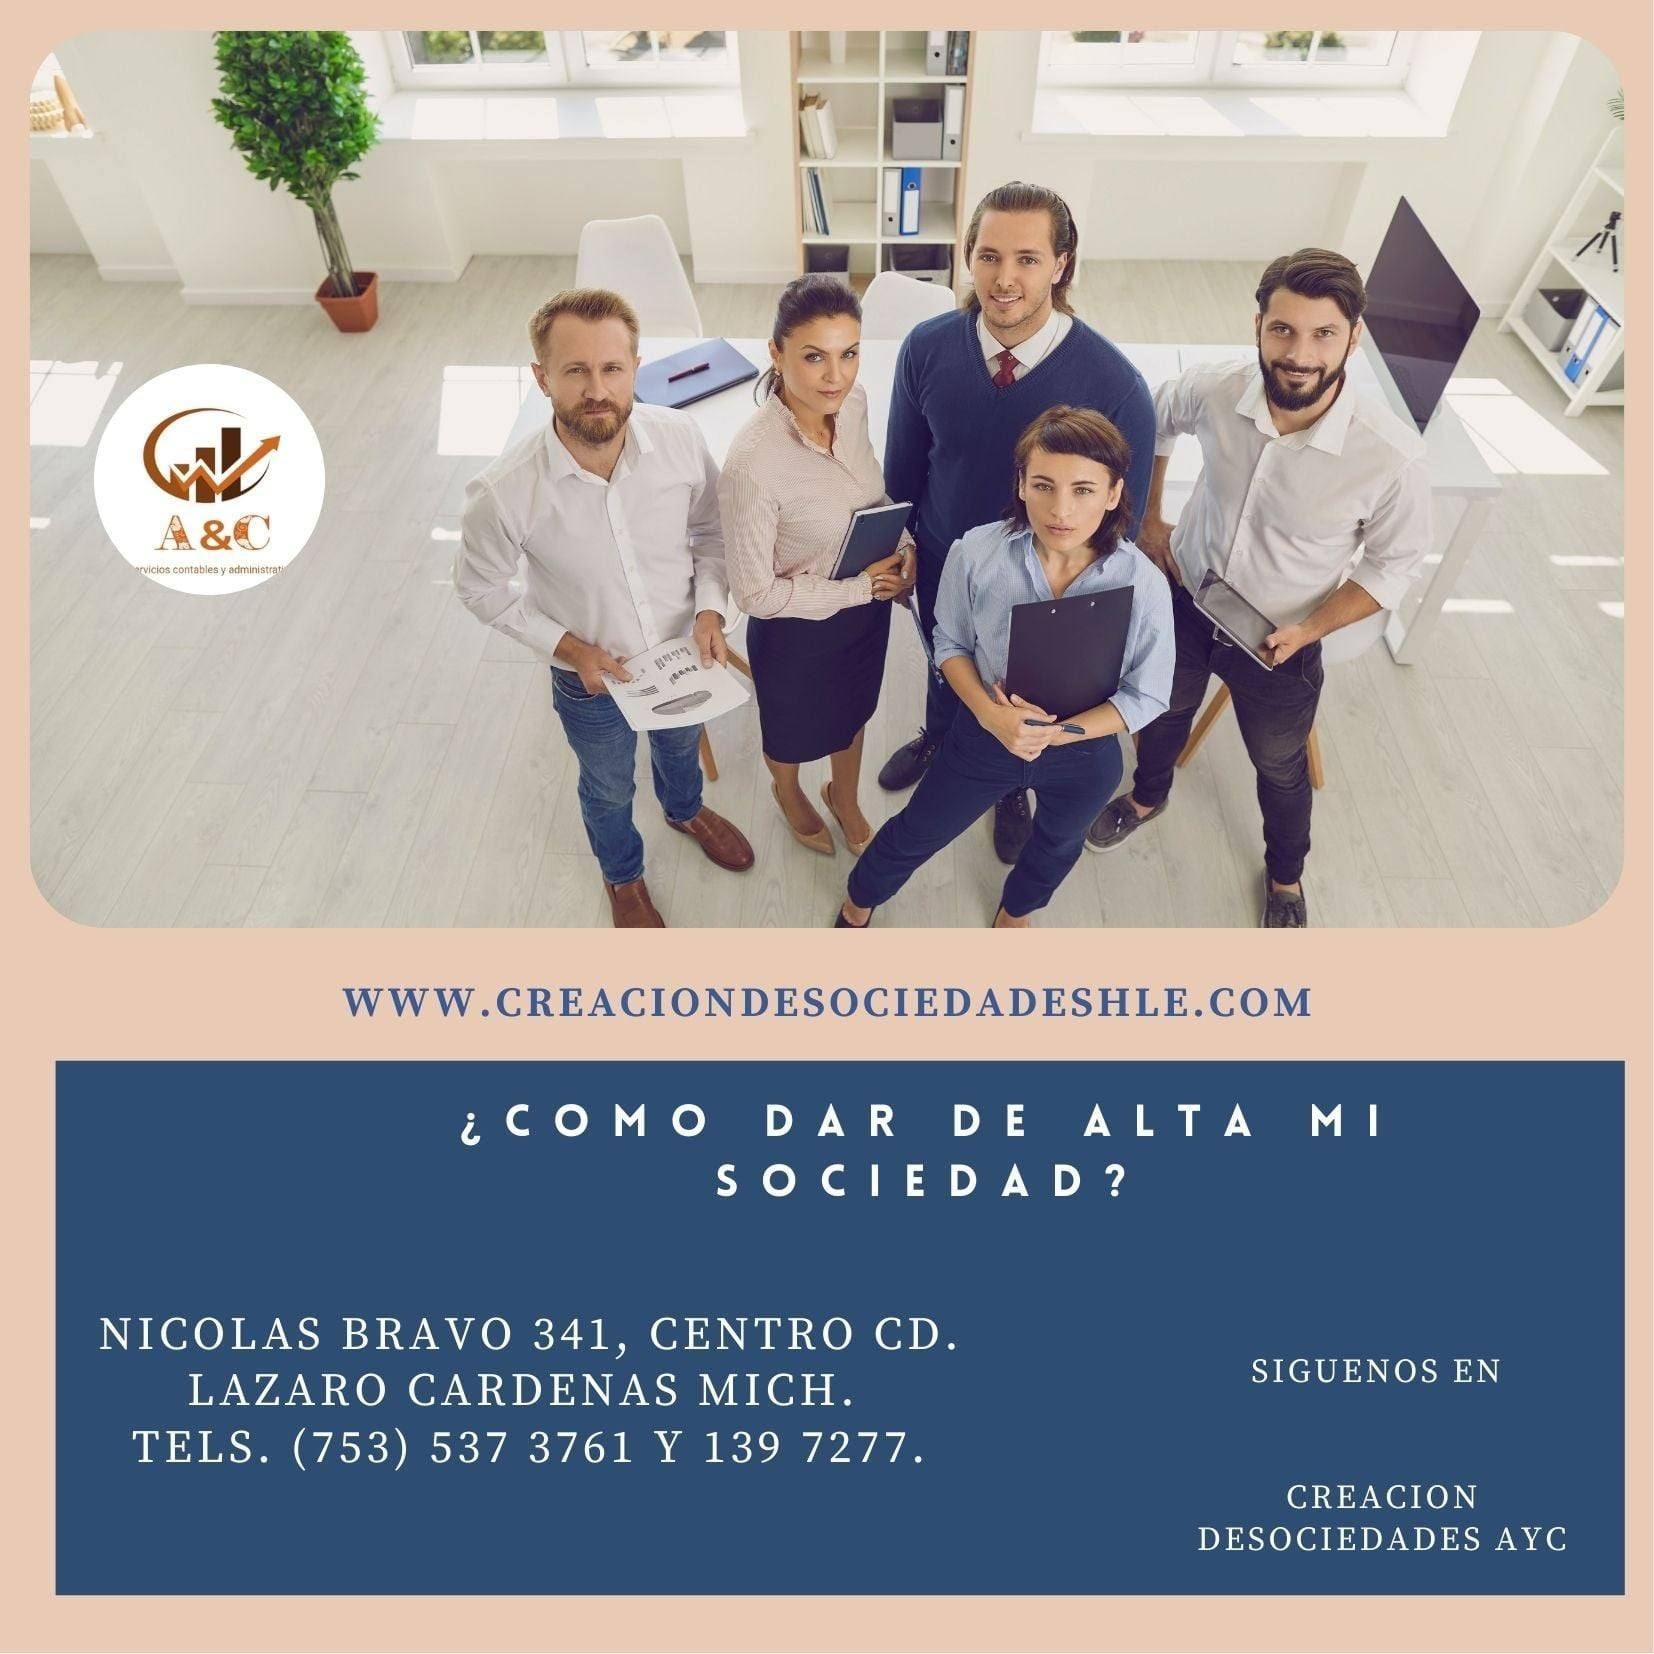 A&C
contables y
WWW.CREACIONDESOCIEDADESHLE.COM
¿COMO DAR DE ALTA MI
SOCIEDAD?
NICOLAS BRAVO 341, CENTRO CD.
LAZARO CARDENAS MICH.
TELS. (753) 537 3761 Y 139 7277.
SIGUENOS EN
CREACION
DESOCIEDADES AYC